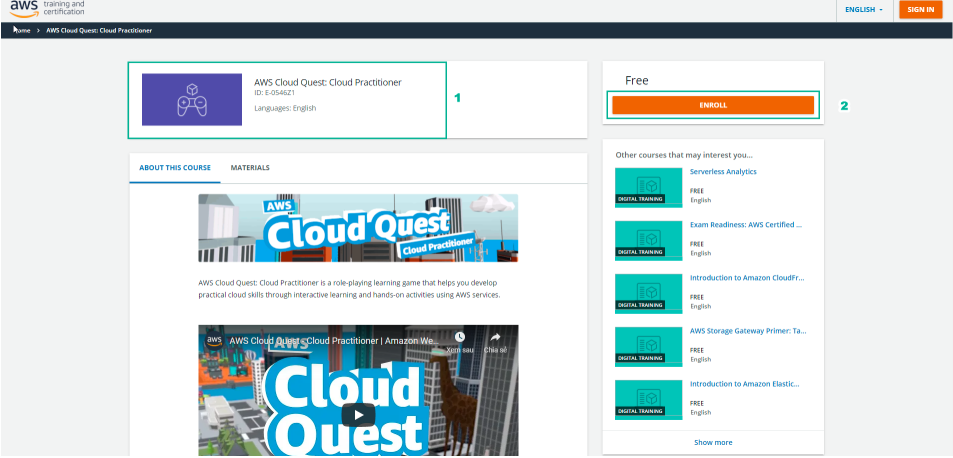 aws training and
certification
ENGLISH
SIGN IN
Home > AWS Cloud Quest: Cloud Practitioner
AWS Cloud Quest: Cloud Practitioner
ID: E-0546Z1
Languages: English
1
Free
ENROLL
2
ABOUT THIS COURSE
MATERIALS
AWS
Cloud Quest
Cloud Practitioner
AWS Cloud Quest: Cloud Practitioner is a role-playing learning game that helps you develop
practical cloud skills through interactive learning and hands-on activities using AWS services.
aws
AWS Cloud Quest: Cloud Practitioner | Amazon We...
Xem sau
Chia sẻ
AWS
Cloud
Quest
Other courses that may interest you...
Serverless Analytics
FREE
English
DIGITAL TRAINING
Exam Readiness: AWS Certified ...
FREE
English
DIGITAL TRAINING
Introduction to Amazon CloudFr...
FREE
English
DIGITAL TRAINING
AWS Storage Gateway Primer: Ta...
FREE
English
DIGITAL TRAINING
Introduction to Amazon Elastic...
FREE
English
DIGITAL TRAINING
Show more